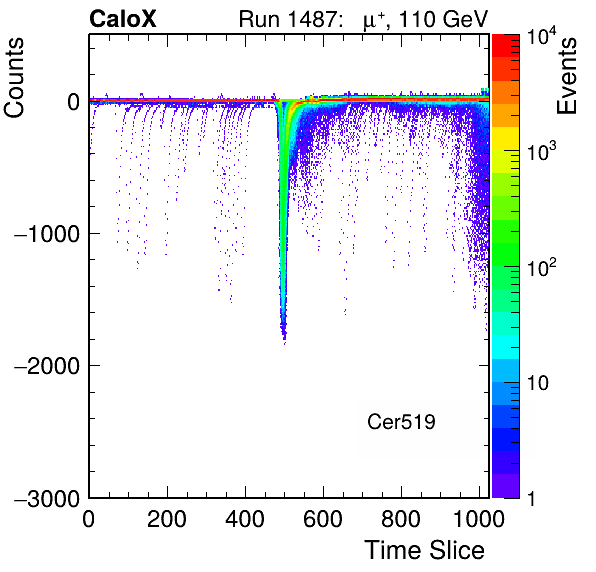 CaloX Run 1487: μ⁺, 110 GeV
Counts
0
−1000
−2000
−3000
0 200 400 600 800 1000
Time Slice
Cer519
Events
10⁴
10³
10²
10
1